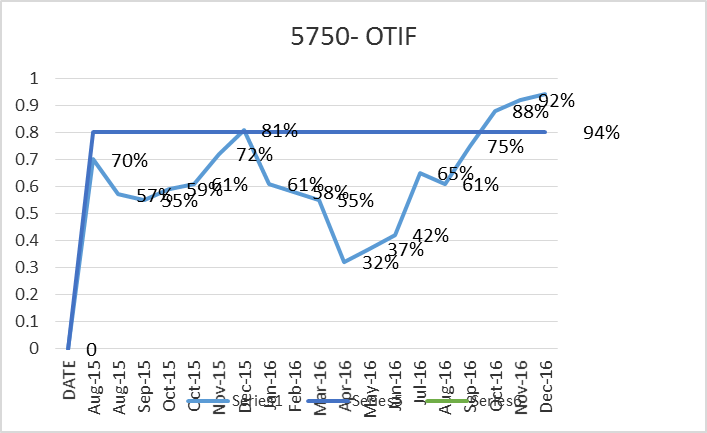 5750- OTIF
1
0.9
0.8
0.7
0.6
0.5
0.4
0.3
0.2
0.1
0
0
70%
57%
55%
59%
61%
72%
81%
61%
58%
55%
32%
37%
42%
65%
61%
75%
88%
92%
94%
DATE
Aug-15
Aug-15
Sep-15
Oct-15
Oct-15
Nov-15
Dec-15
Jan-16
Feb-16
Mar-16
Apr-16
May-16
Jun-16
Jul-16
Aug-16
Sep-16
Oct-16
Nov-16
Dec-16
Series1
Series5
Series6